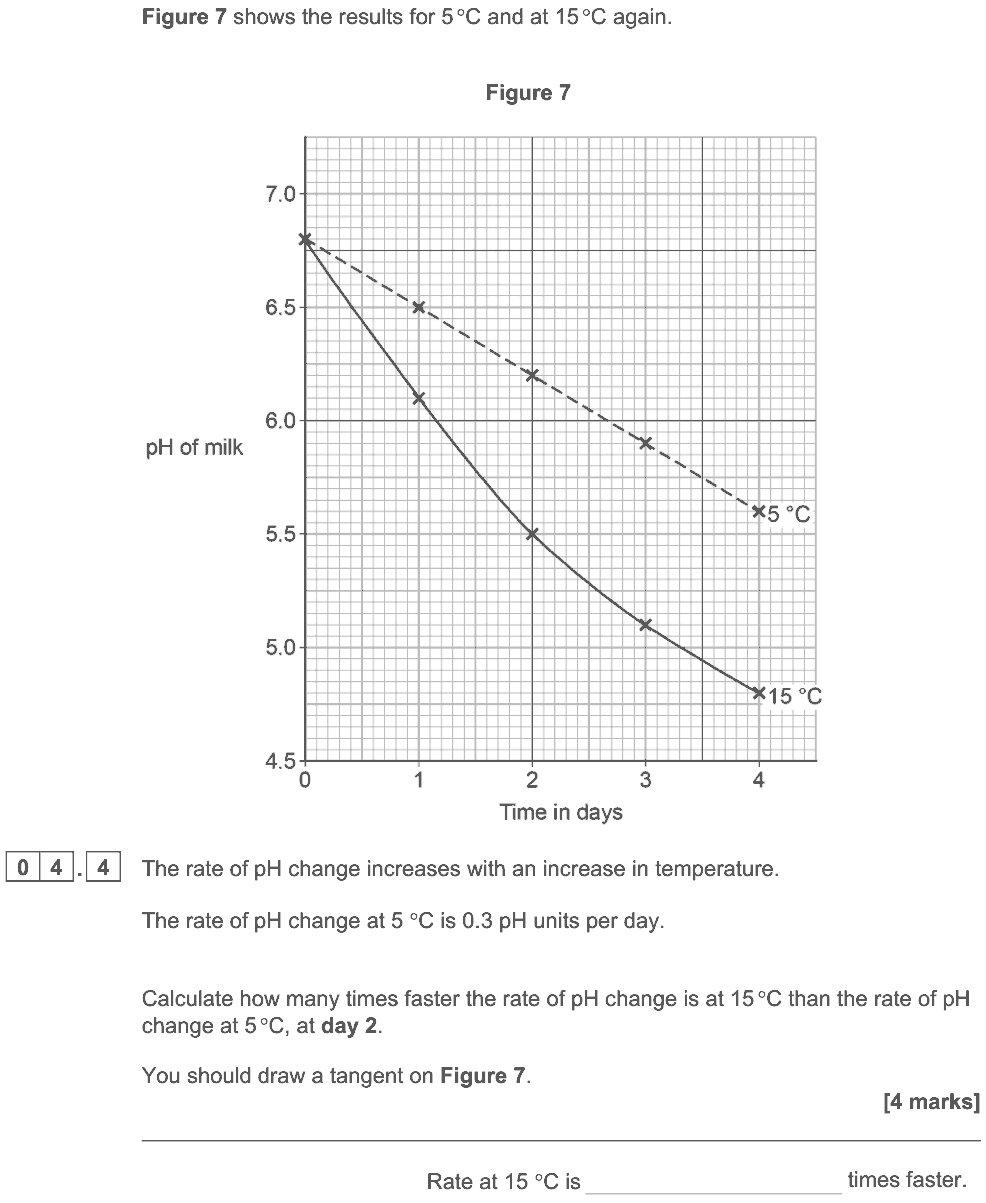 Figure 7 shows the results for 5 °C and at 15 °C again.
Figure 7
7.0
6.5
6.0
pH of milk
5 °C
5.5
5.0
15 °C
4.5
0 1 2 3 4
Time in days
0 4 . 4 The rate of pH change increases with an increase in temperature.
The rate of pH change at 5 °C is 0.3 pH units per day.
Calculate how many times faster the rate of pH change is at 15 °C than the rate of pH
change at 5 °C, at day 2.
You should draw a tangent on Figure 7.
[4 marks]
Rate at 15 °C is times faster.